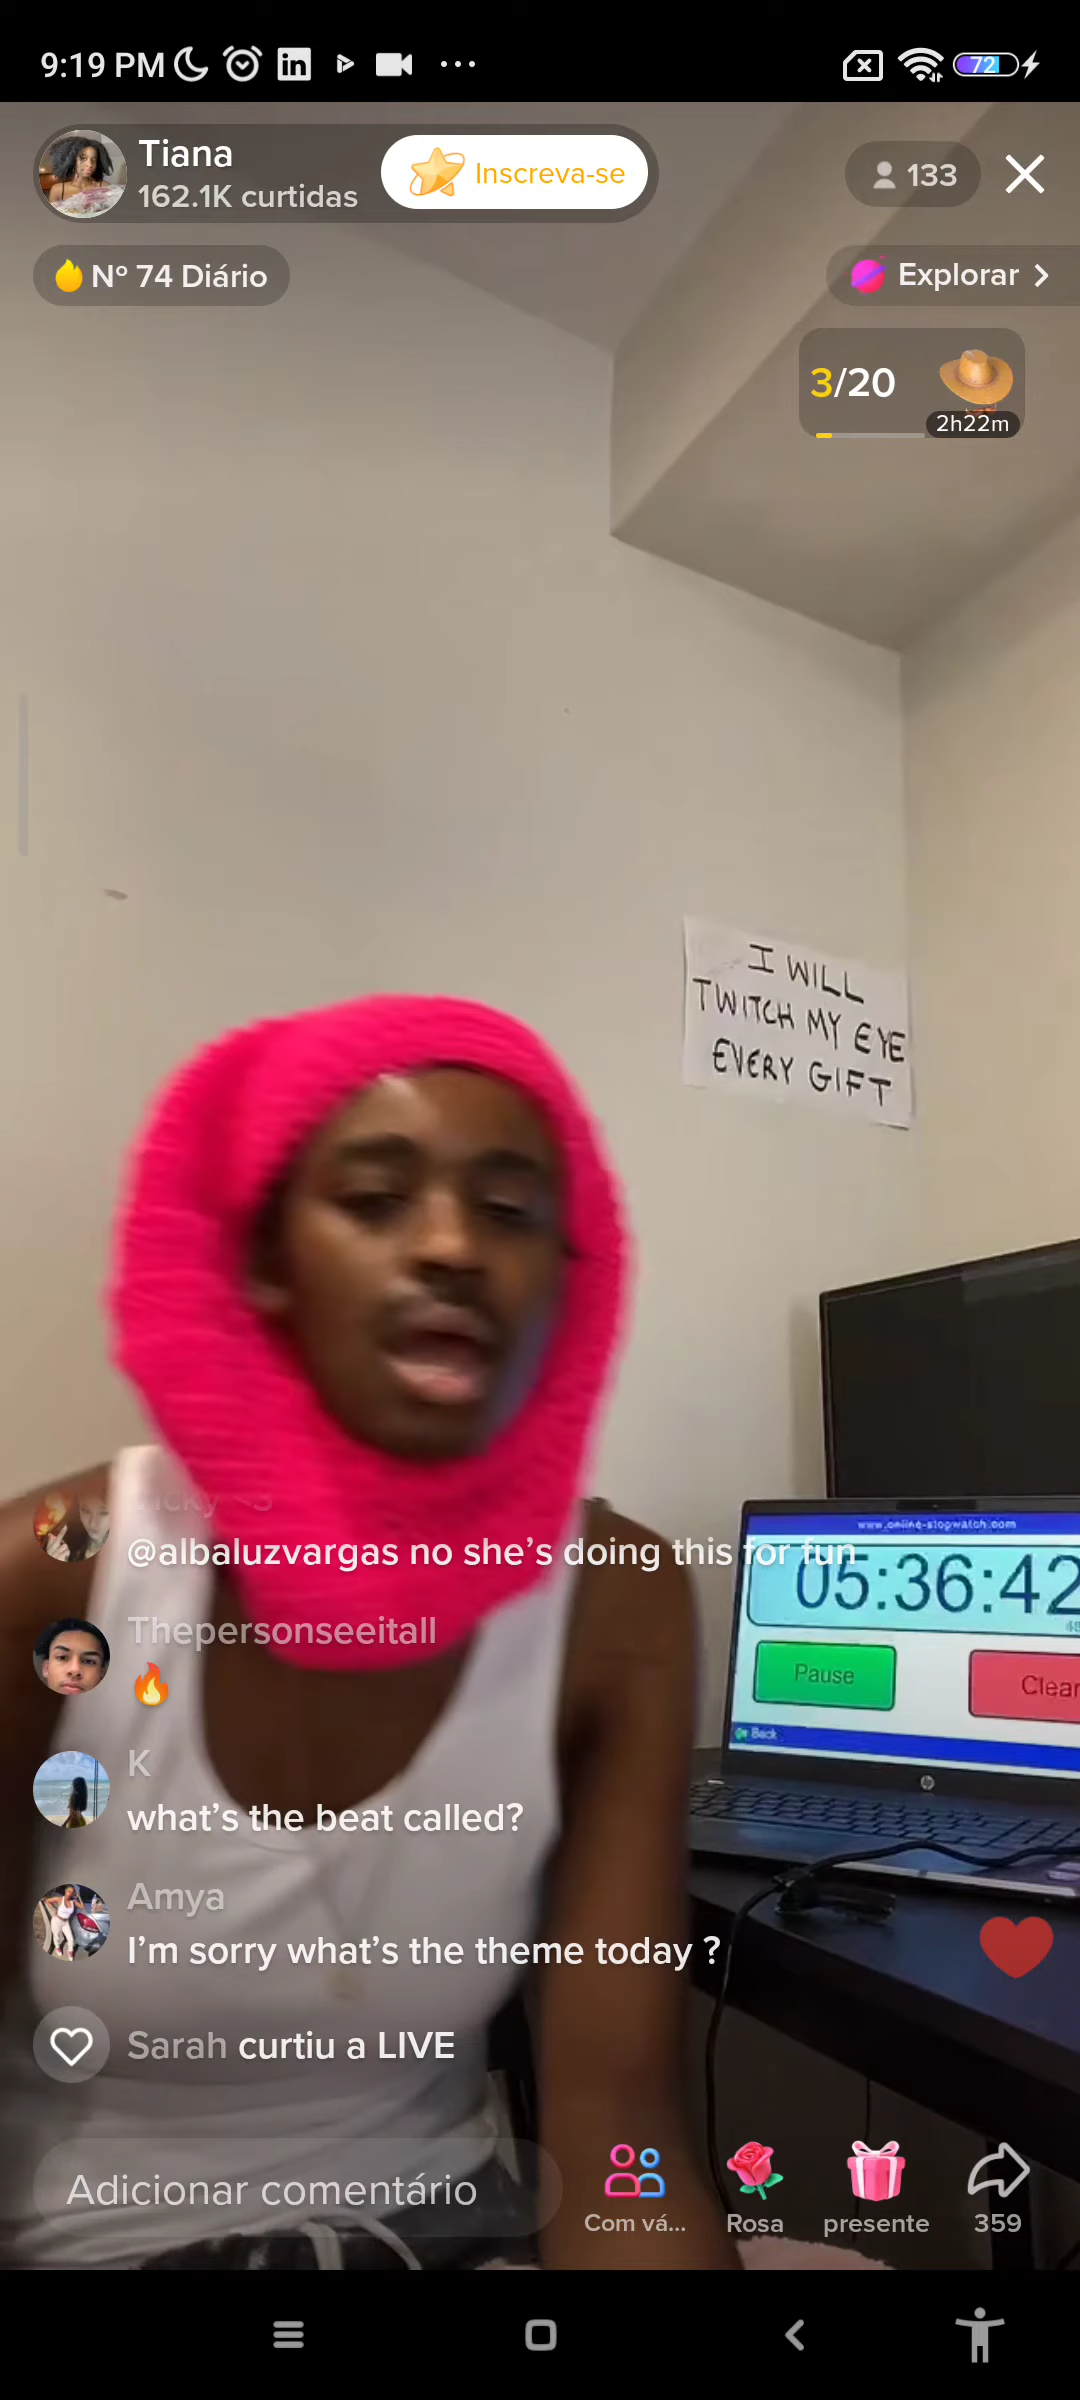 9:19 PM
72
Tiana
162.1K curtidas
Inscreva-se
133
Nº 74 Diário
Explorar
3/20
2h22m
I WILL
TWITCH MY EYE
EVERY GIFT
www.online-stopwatch.com
05:36:42
Pause
Clear
Back
@albaluzvargas no she’s doing this for fun
Thepersonseeitall
🔥
K
what’s the beat called?
Amya
I’m sorry what’s the theme today ?
Sarah curtiu a LIVE
Adicionar comentário
Com vá...
Rosa
presente
359